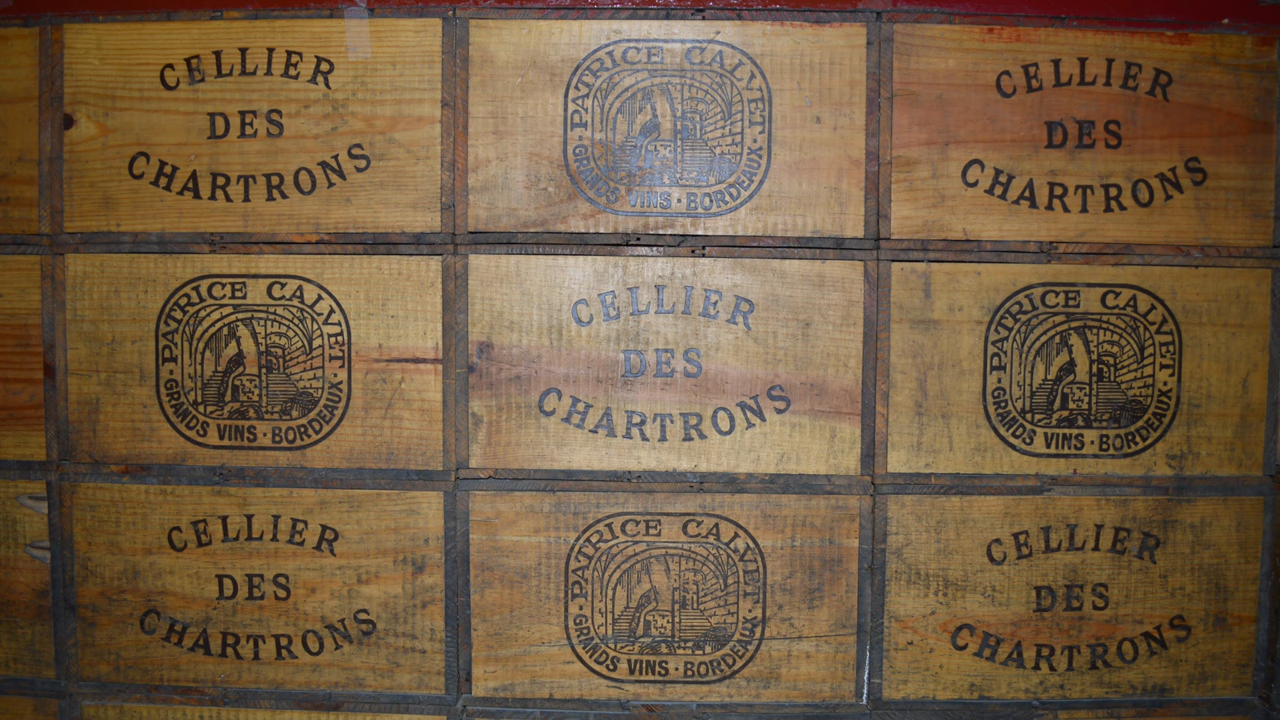 CELLIER
DES
CHARTRONS
PATRICE CALVET
GRANDS VINS · BORDEAUX
CELLIER
DES
CHARTRONS
PATRICE CALVET
GRANDS VINS · BORDEAUX
CELLIER
DES
CHARTRONS
PATRICE CALVET
GRANDS VINS · BORDEAUX
CELLIER
DES
CHARTRONS
PATRICE CALVET
GRANDS VINS · BORDEAUX
CELLIER
DES
CHARTRONS